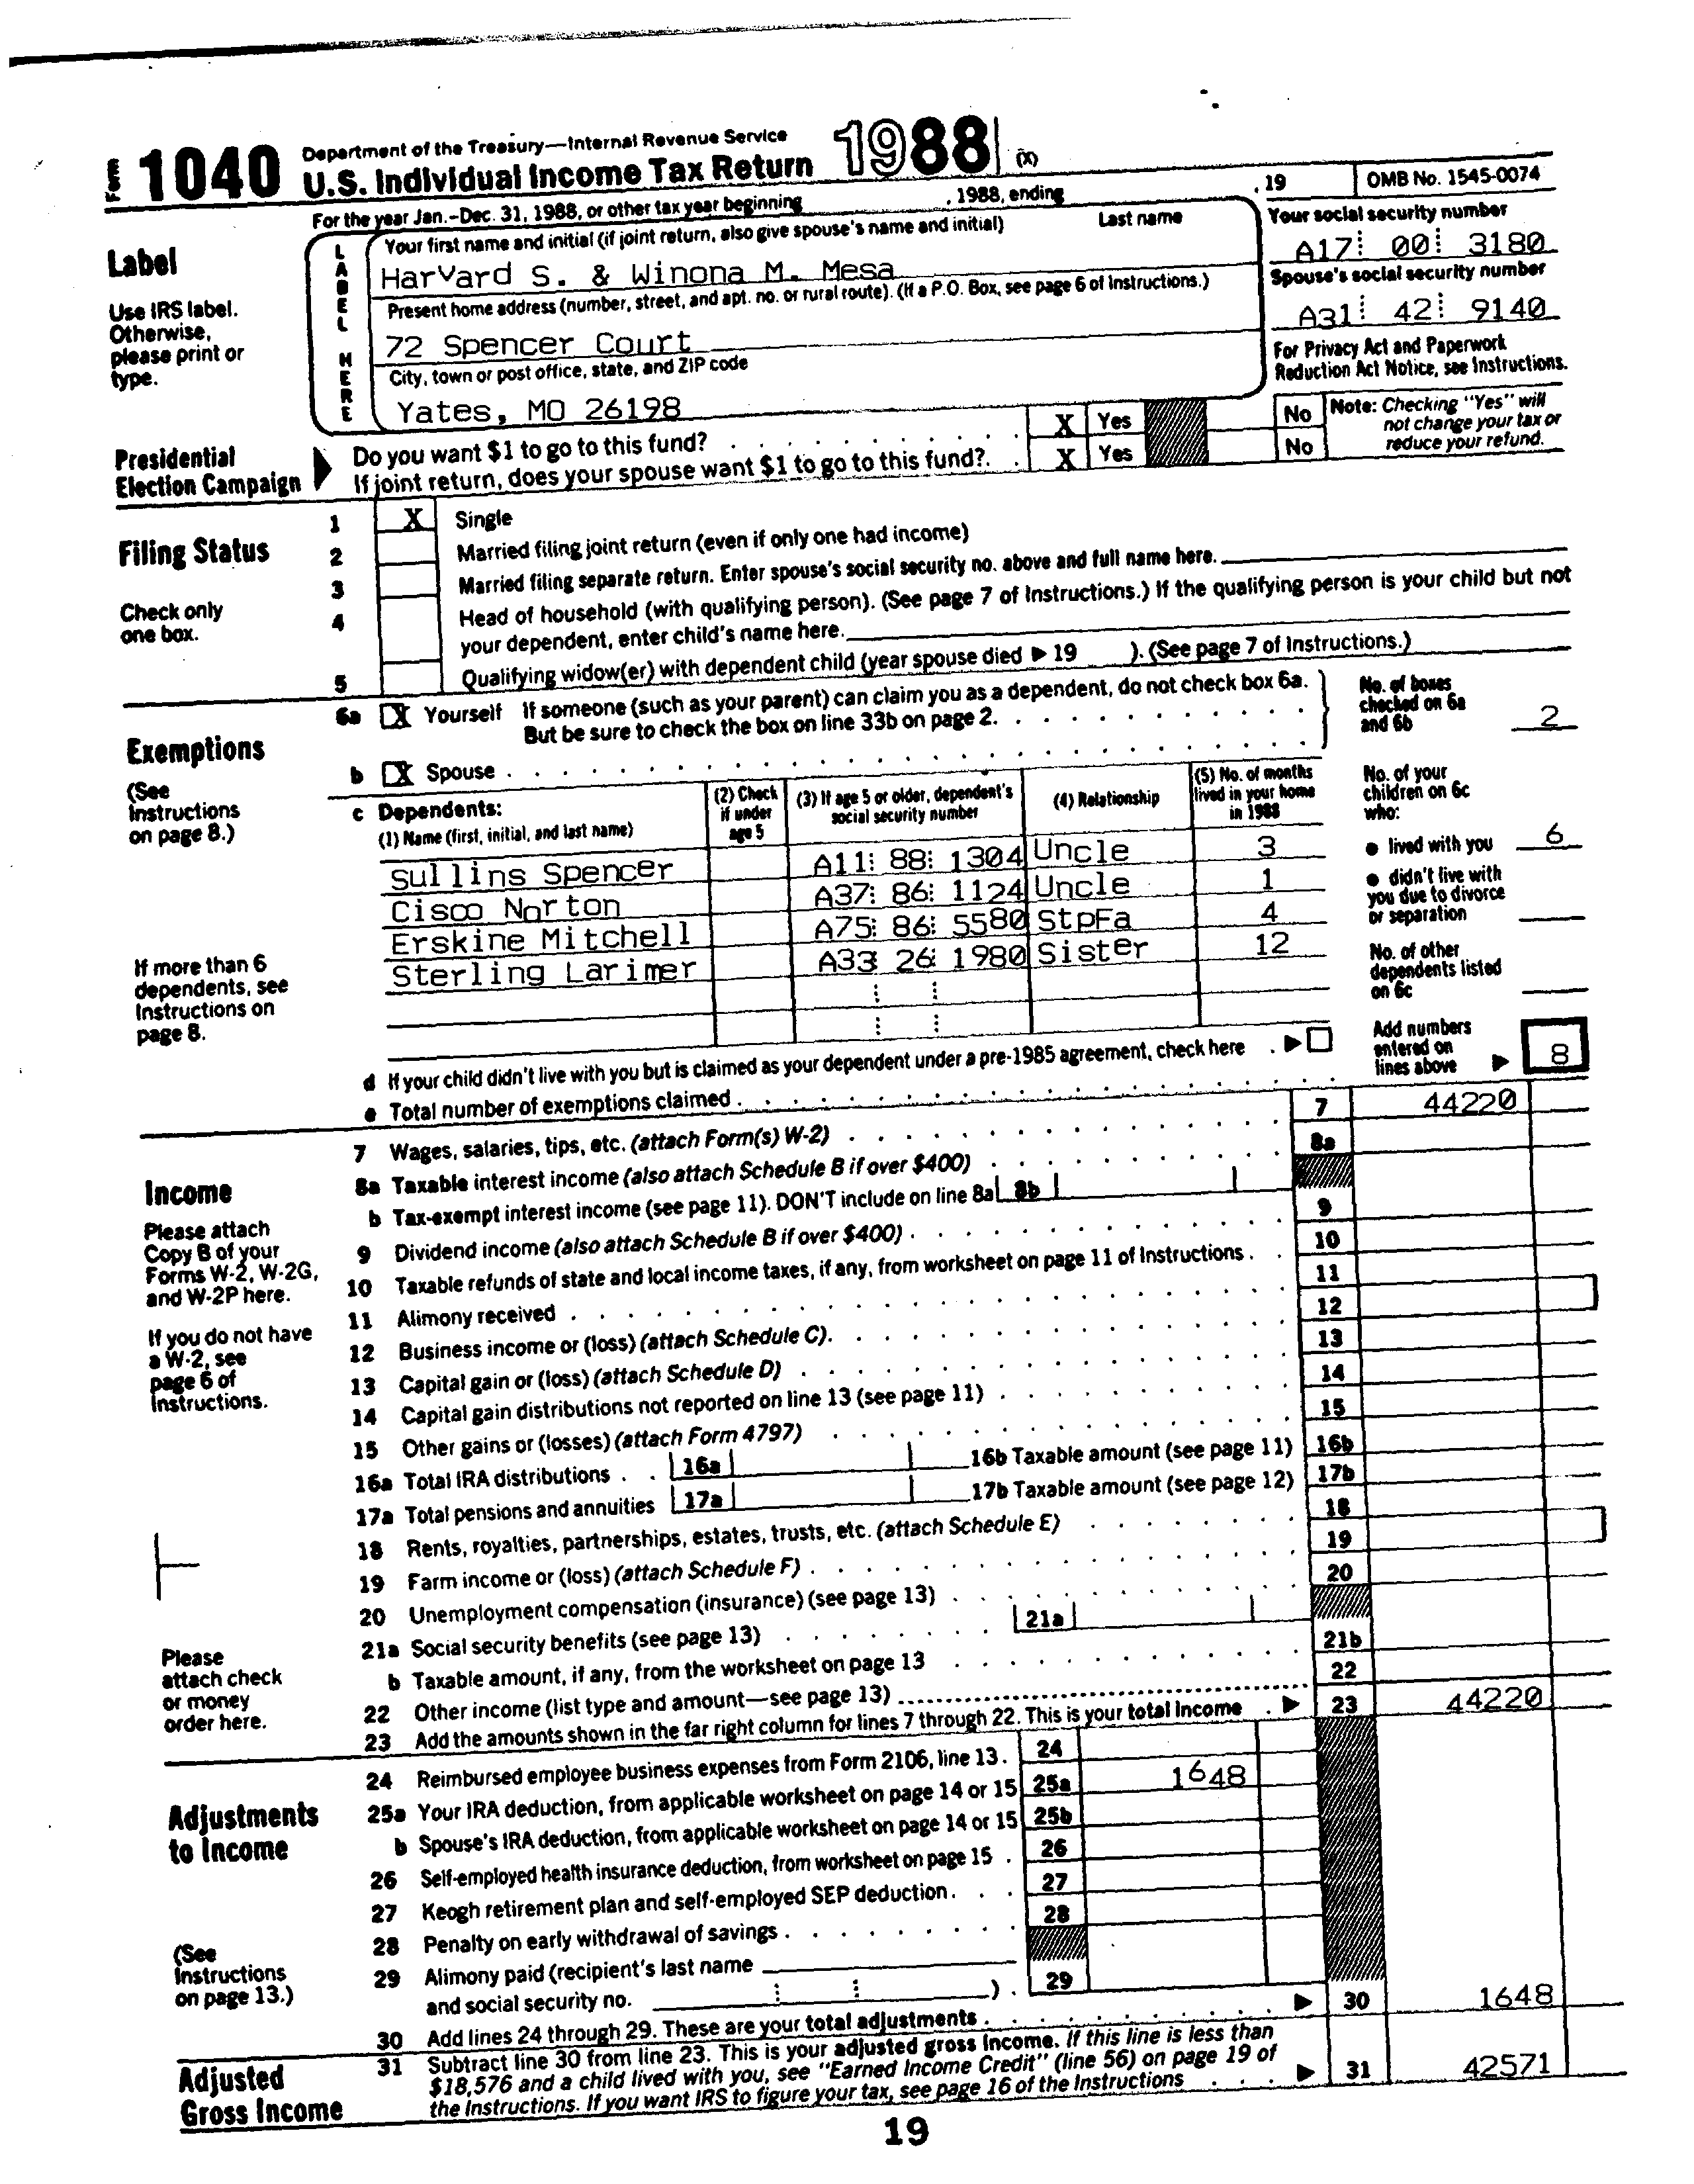 Form 1040 Department of the Treasury—Internal Revenue Service
U.S. Individual Income Tax Return 1988 (X)
For the year Jan.-Dec. 31, 1988, or other tax year beginning , 1988, ending , 19 OMB No. 1545-0074
Label
Use IRS label.
Otherwise,
please print or
type.
LABEL HERE
Your first name and initial (if joint return, also give spouse's name and initial) Last name
Harvard S. & Winona M. Mesa
Present home address (number, street, and apt. no. or rural route). (If a P.O. Box, see page 6 of Instructions.)
72 Spencer Court
City, town or post office, state, and ZIP code
Yates, MO 26198
Your social security number
A17 00 3180
Spouse's social security number
A31 42 9140
For Privacy Act and Paperwork
Reduction Act Notice, see Instructions.
Presidential
Election Campaign
Do you want $1 to go to this fund? X Yes No
If joint return, does your spouse want $1 to go to this fund? X Yes No
Note: Checking "Yes" will
not change your tax or
reduce your refund.
Filing Status
Check only
one box.
1 X Single
2 Married filing joint return (even if only one had income)
3 Married filing separate return. Enter spouse's social security no. above and full name here.
4 Head of household (with qualifying person). (See page 7 of Instructions.) If the qualifying person is your child but not
your dependent, enter child's name here.
5 Qualifying widow(er) with dependent child (year spouse died ▶ 19 ). (See page 7 of Instructions.)
Exemptions
(See
Instructions
on page 8.)
If more than 6
dependents, see
Instructions on
page 8.
6a X Yourself If someone (such as your parent) can claim you as a dependent, do not check box 6a.
But be sure to check the box on line 33b on page 2.
b X Spouse
No. of boxes
checked on 6a
and 6b 2
c Dependents:
(1) Name (first, initial, and last name)
(2) Check
if under
age 5
(3) If age 5 or older, dependent's
social security number
(4) Relationship
(5) No. of months
lived in your home
in 1988
Sullins Spencer A11 88 1304 Uncle 3
Cisco Norton A37 86 1124 Uncle 1
Erskine Mitchell A75 86 5580 StpFa 4
Sterling Larimer A33 26 1980 Sister 12
No. of your
children on 6c
who:
● lived with you 6
● didn't live with
you due to divorce
or separation
No. of other
dependents listed
on 6c
Add numbers
entered on
lines above ▶ 8
d If your child didn't live with you but is claimed as your dependent under a pre-1985 agreement, check here ▶
e Total number of exemptions claimed
Income
Please attach
Copy B of your
Forms W-2, W-2G,
and W-2P here.
If you do not have
a W-2, see
page 6 of
Instructions.
Please
attach check
or money
order here.
7 Wages, salaries, tips, etc. (attach Form(s) W-2) 7 44220
8a Taxable interest income (also attach Schedule B if over $400) 8a
b Tax-exempt interest income (see page 11). DON'T include on line 8a 8b
9 Dividend income (also attach Schedule B if over $400) 9
10 Taxable refunds of state and local income taxes, if any, from worksheet on page 11 of Instructions 10
11 Alimony received 11
12 Business income or (loss) (attach Schedule C) 12
13 Capital gain or (loss) (attach Schedule D) 13
14 Capital gain distributions not reported on line 13 (see page 11) 14
15 Other gains or (losses) (attach Form 4797) 15
16a Total IRA distributions 16a 16b Taxable amount (see page 11) 16b
17a Total pensions and annuities 17a 17b Taxable amount (see page 12) 17b
18 Rents, royalties, partnerships, estates, trusts, etc. (attach Schedule E) 18
19 Farm income or (loss) (attach Schedule F) 19
20 Unemployment compensation (insurance) (see page 13) 20
21a Social security benefits (see page 13) 21a
b Taxable amount, if any, from the worksheet on page 13 21b
22 Other income (list type and amount—see page 13) 22
23 Add the amounts shown in the far right column for lines 7 through 22. This is your total income ▶ 23 44220
Adjustments
to Income
(See
Instructions
on page 13.)
24 Reimbursed employee business expenses from Form 2106, line 13 24
25a Your IRA deduction, from applicable worksheet on page 14 or 15 25a 1648
b Spouse's IRA deduction, from applicable worksheet on page 14 or 15 25b
26 Self-employed health insurance deduction, from worksheet on page 15 26
27 Keogh retirement plan and self-employed SEP deduction 27
28 Penalty on early withdrawal of savings 28
29 Alimony paid (recipient's last name
and social security no. ) 29
30 Add lines 24 through 29. These are your total adjustments ▶ 30 1648
Adjusted
Gross Income
31 Subtract line 30 from line 23. This is your adjusted gross income. If this line is less than
$18,576 and a child lived with you, see "Earned Income Credit" (line 56) on page 19 of
the Instructions. If you want IRS to figure your tax, see page 16 of the Instructions ▶ 31 42571
19